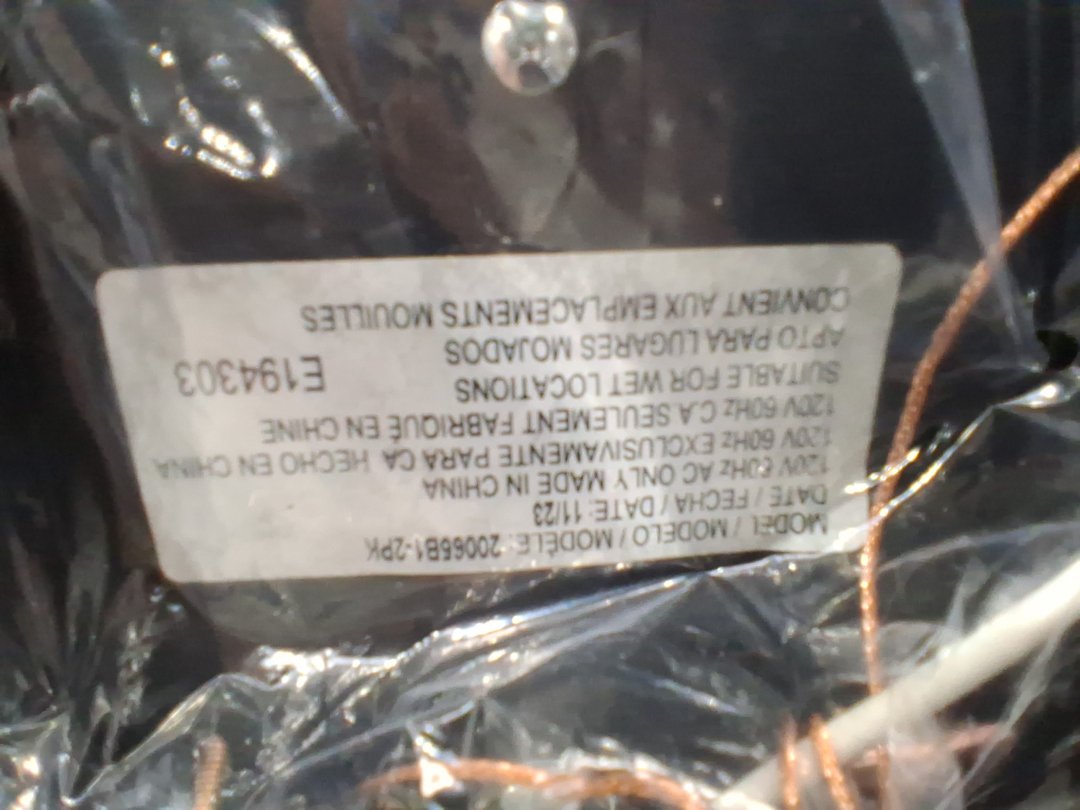 MODEL / MODELO / MODÈLE: 20066B1-2PK
DATE / FECHA / DATE: 11/23
120V 60Hz AC ONLY MADE IN CHINA
120V 60Hz EXCLUSIVAMENTE PARA CA HECHO EN CHINA
120V 60Hz C.A SEULEMENT FABRIQUÉ EN CHINE
SUITABLE FOR WET LOCATIONS
APTO PARA LUGARES MOJADOS
CONVIENT AUX EMPLACEMENTS MOUILLES
E194303